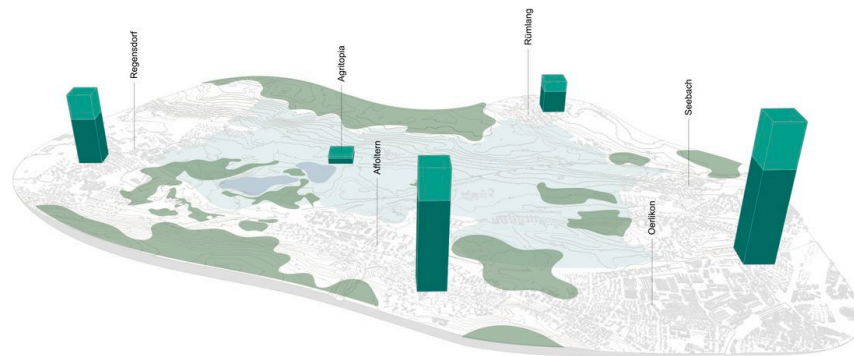 Regensdorf
Agritopia
Affoltern
Rümlang
Oerlikon
Seebach